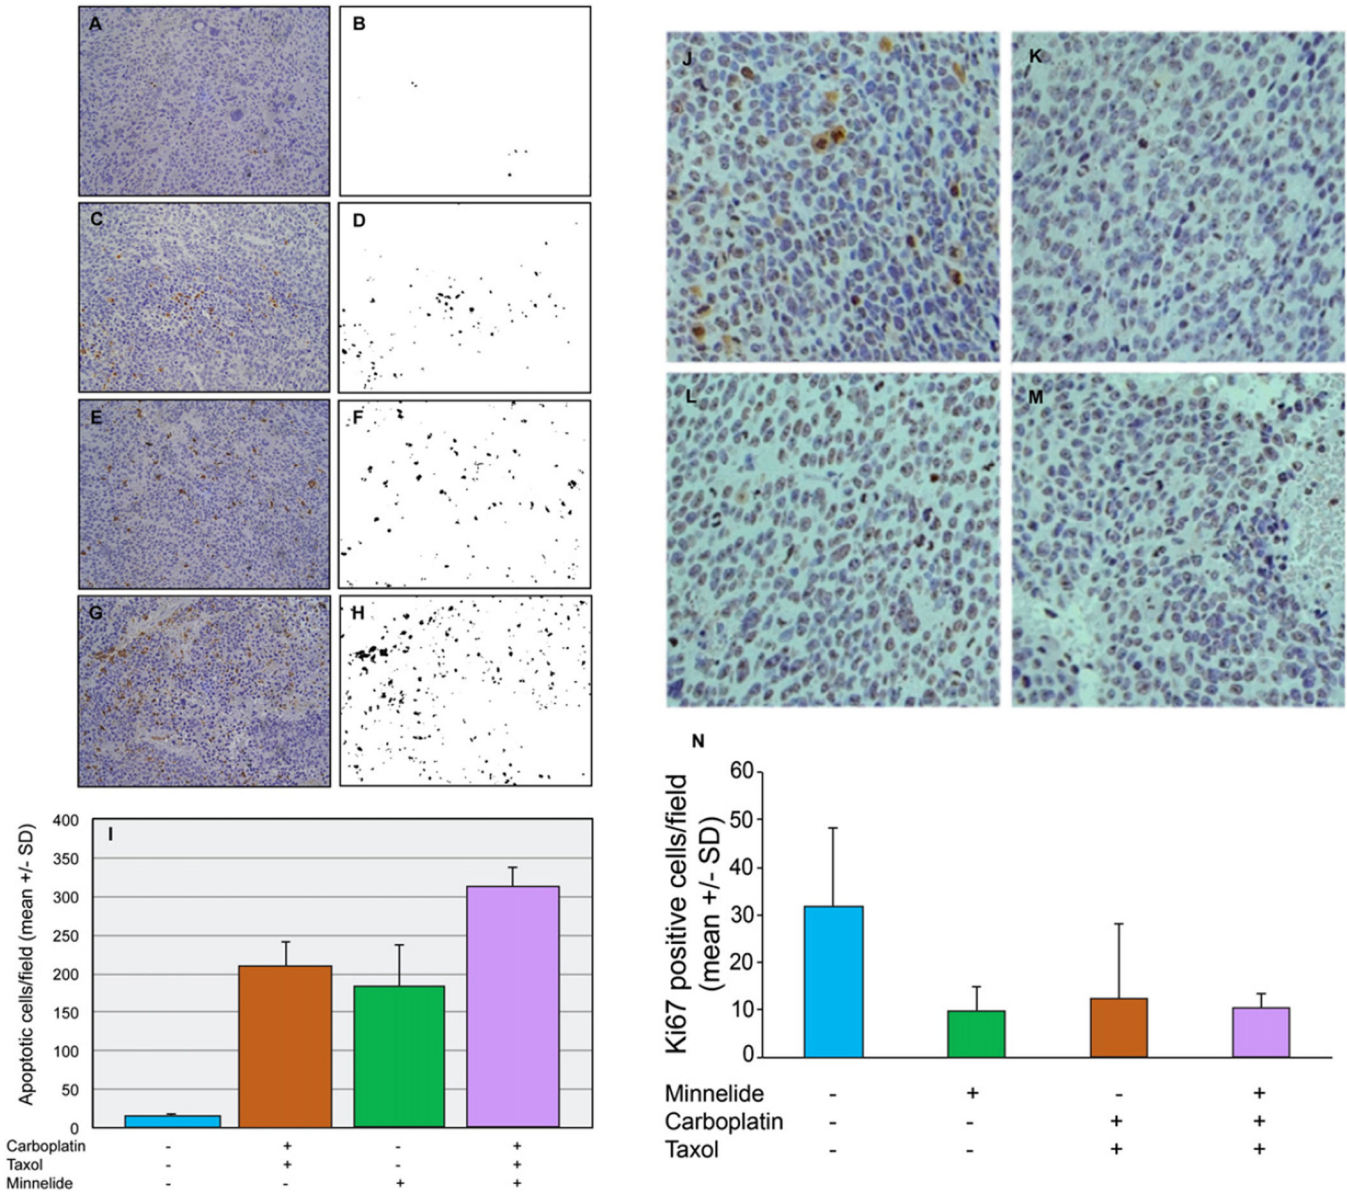 A
B
C
D
E
F
G
H
I
Apoptotic cells/field (mean +/- SD)
400
350
300
250
200
150
100
50
0
Carboplatin - + - +
Taxol - + - +
Minnelide - - + +
J
K
L
M
N
Ki67 positive cells/field
(mean +/- SD)
60
50
40
30
20
10
0
Minnelide - + - +
Carboplatin - - + +
Taxol - - + +